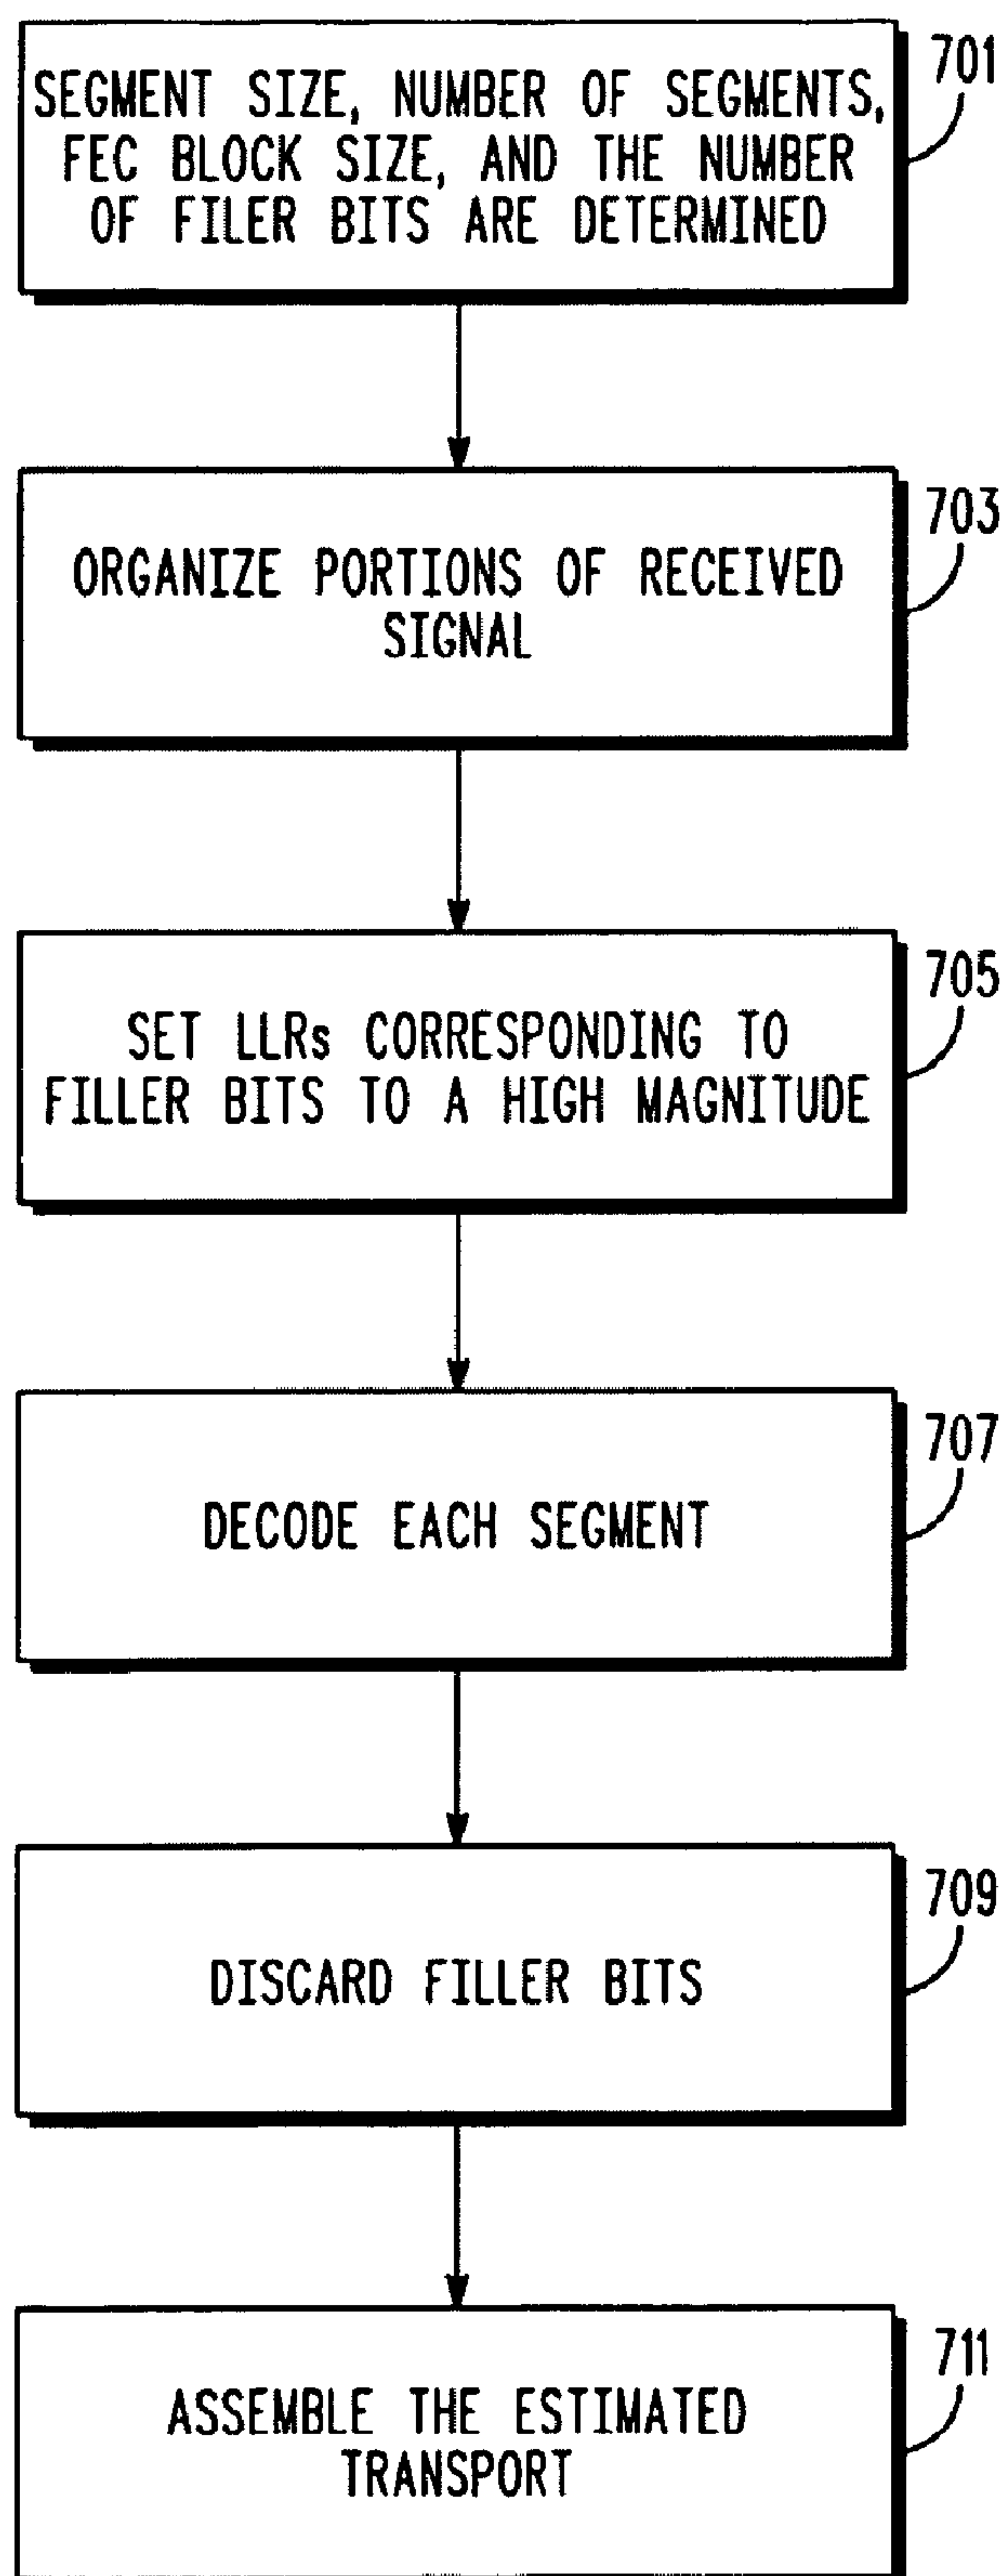 SEGMENT SIZE, NUMBER OF SEGMENTS,
FEC BLOCK SIZE, AND THE NUMBER
OF FILER BITS ARE DETERMINED
701
ORGANIZE PORTIONS OF RECEIVED
SIGNAL
703
SET LLRs CORRESPONDING TO
FILLER BITS TO A HIGH MAGNITUDE
705
DECODE EACH SEGMENT
707
DISCARD FILLER BITS
709
ASSEMBLE THE ESTIMATED
TRANSPORT
711